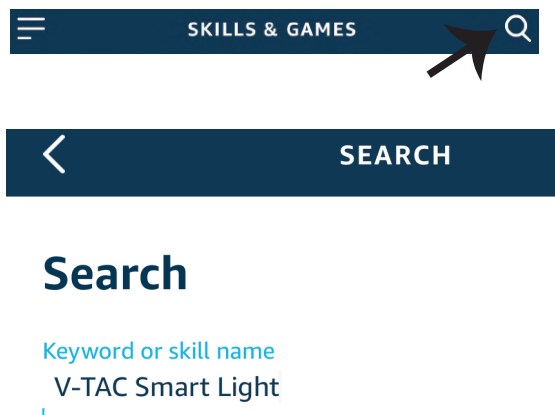 SKILLS & GAMES
SEARCH
Search
Keyword or skill name
V-TAC Smart Light